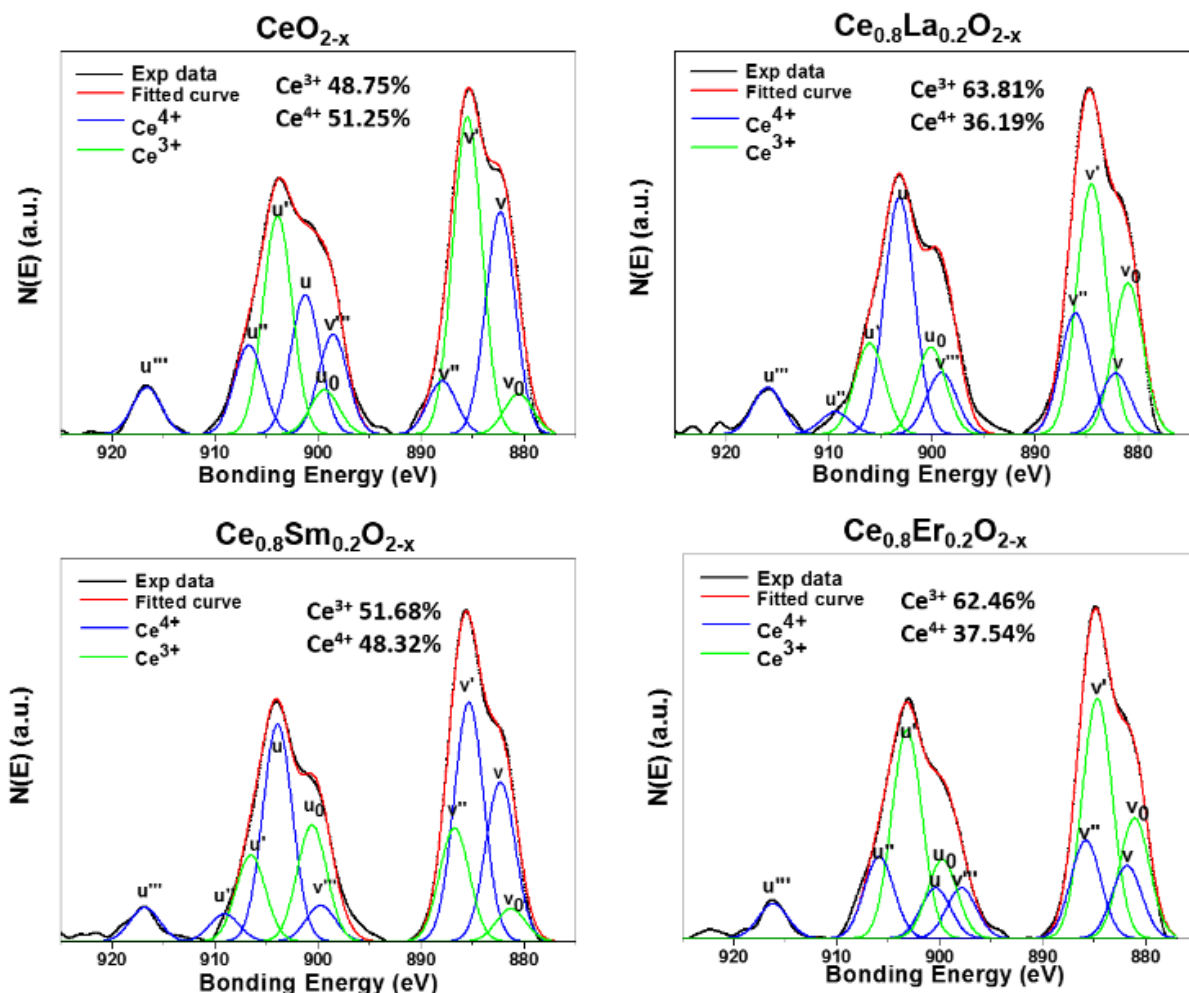 CeO₂₋ₓ
Exp data
Fitted curve
Ce⁴⁺
Ce³⁺
Ce³⁺ 48.75%
Ce⁴⁺ 51.25%
N(E) (a.u.)
u'''
u''
u'
u
v'''
u₀
v''
v'
v
v₀
920 910 900 890 880
Bonding Energy (eV)
Ce₀.₈La₀.₂O₂₋ₓ
Exp data
Fitted curve
Ce⁴⁺
Ce³⁺
Ce³⁺ 63.81%
Ce⁴⁺ 36.19%
N(E) (a.u.)
u'''
u''
u'
u
u₀
v'''
v''
v'
v
v₀
920 910 900 890 880
Bonding Energy (eV)
Ce₀.₈Sm₀.₂O₂₋ₓ
Exp data
Fitted curve
Ce⁴⁺
Ce³⁺
Ce³⁺ 51.68%
Ce⁴⁺ 48.32%
N(E) (a.u.)
u'''
u''
u'
u
u₀
v'''
v''
v'
v
v₀
920 910 900 890 880
Bonding Energy (eV)
Ce₀.₈Er₀.₂O₂₋ₓ
Exp data
Fitted curve
Ce⁴⁺
Ce³⁺
Ce³⁺ 62.46%
Ce⁴⁺ 37.54%
N(E) (a.u.)
u'''
u''
u'
u
u₀
v'''
v''
v'
v
v₀
920 910 900 890 880
Bonding Energy (eV)